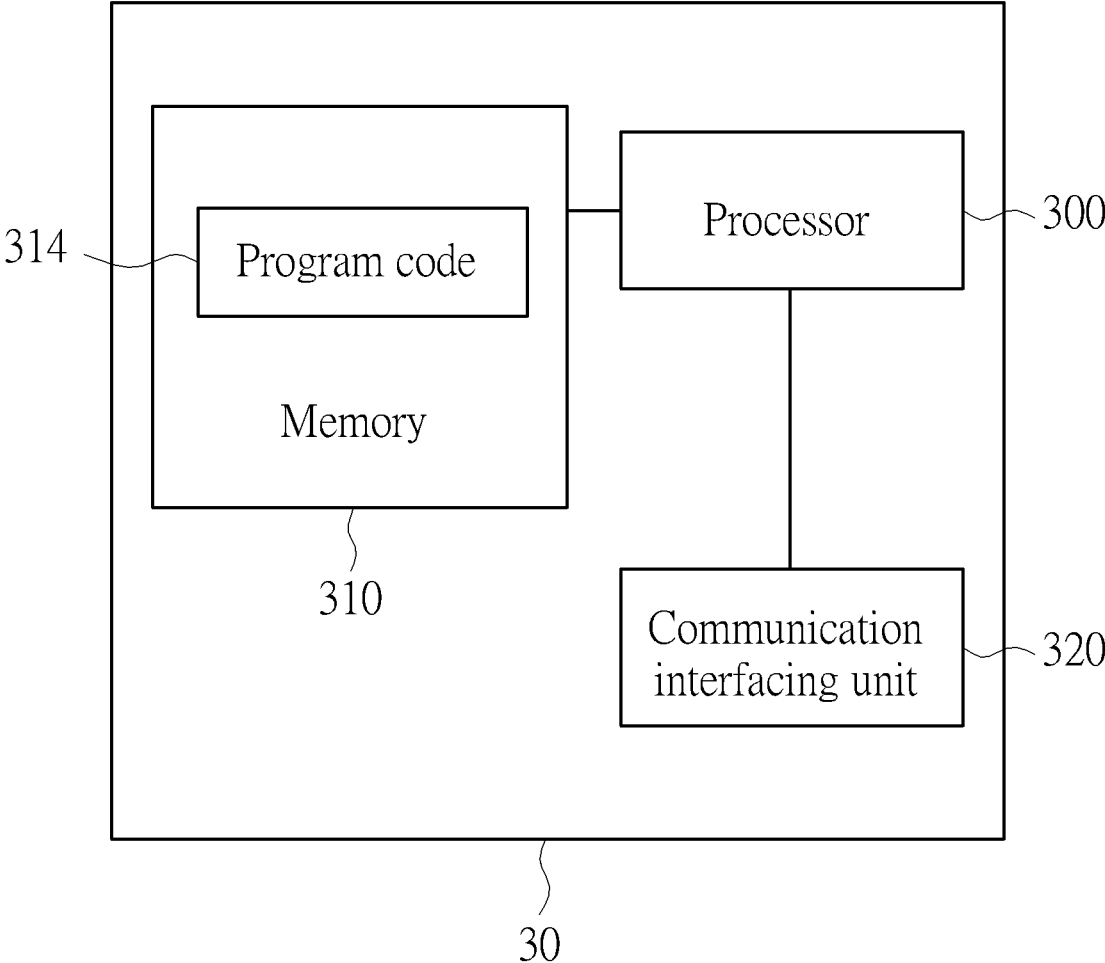 Processor
300
314
Program code
Memory
310
Communication
interfacing unit
320
30